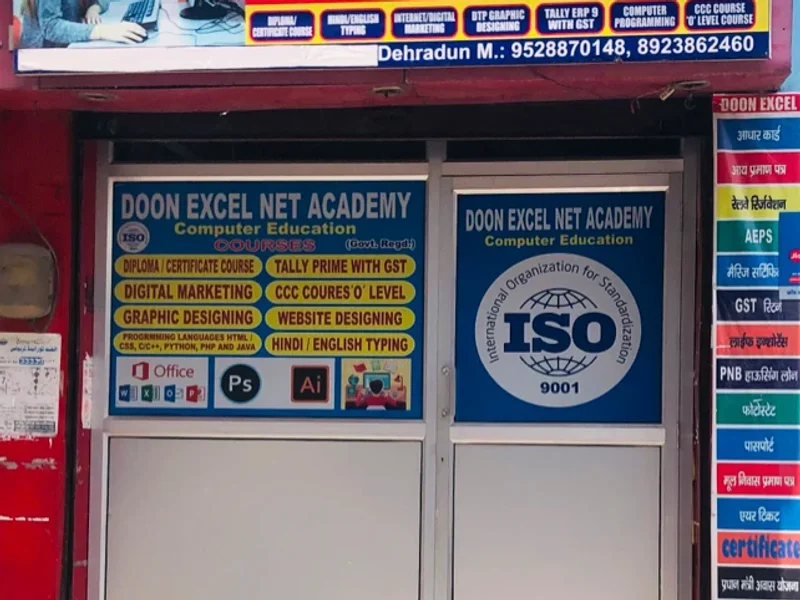 DIPLOMA/
CERTIFICATE COURSE
HINDI/ENGLISH
TYPING
INTERNET/DIGITAL
MARKETING
DTP GRAPHIC
DESIGNING
TALLY ERP 9
WITH GST
COMPUTER
PROGRAMMING
CCC COURSE
'O' LEVEL COURSE
Dehradun M.: 9528870148, 8923862460
DOON EXCEL NET ACADEMY
Computer Education
ISO
COURSES
(Govt. Regd.)
DIPLOMA / CERTIFICATE COURSE
TALLY PRIME WITH GST
DIGITAL MARKETING
CCC COURES'O' LEVEL
GRAPHIC DESIGNING
WEBSITE DESIGNING
PROGRMMING LANGUAGES HTML /
CSS, C/C++, PYTHON, PHP AND JAVA
HINDI / ENGLISH TYPING
Office
Ps
Ai
DOON EXCEL NET ACADEMY
Computer Education
International Organization for Standardization
ISO
9001
DOON EXCEL
आधार कार्ड
आय प्रमाण पत्र
रेलवे रिर्जवेशन
AEPS
मैरिज सर्टिफि
GST रिटन
लाईफ इन्शोरेंस
PNB हाऊसिंग लोन
फोटोस्टेट
पासपोर्ट
मूल निवास प्रमाण पत्र
एयर टिकट
certificate
प्रधान मंत्री अवास योजना